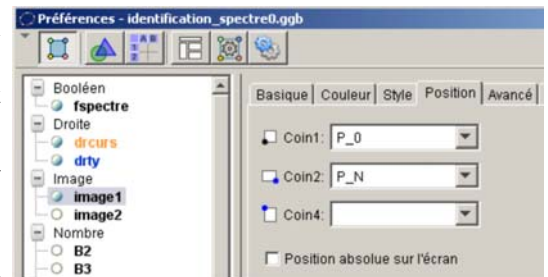 Préférences - identification_spectre0.ggb
Booléen
fspectre
Droite
drcurs
drty
Image
image1
image2
Nombre
B2
B3
Basique Couleur Style Position Avancé
Coin1: P_0
Coin2: P_N
Coin4:
Position absolue sur l'écran